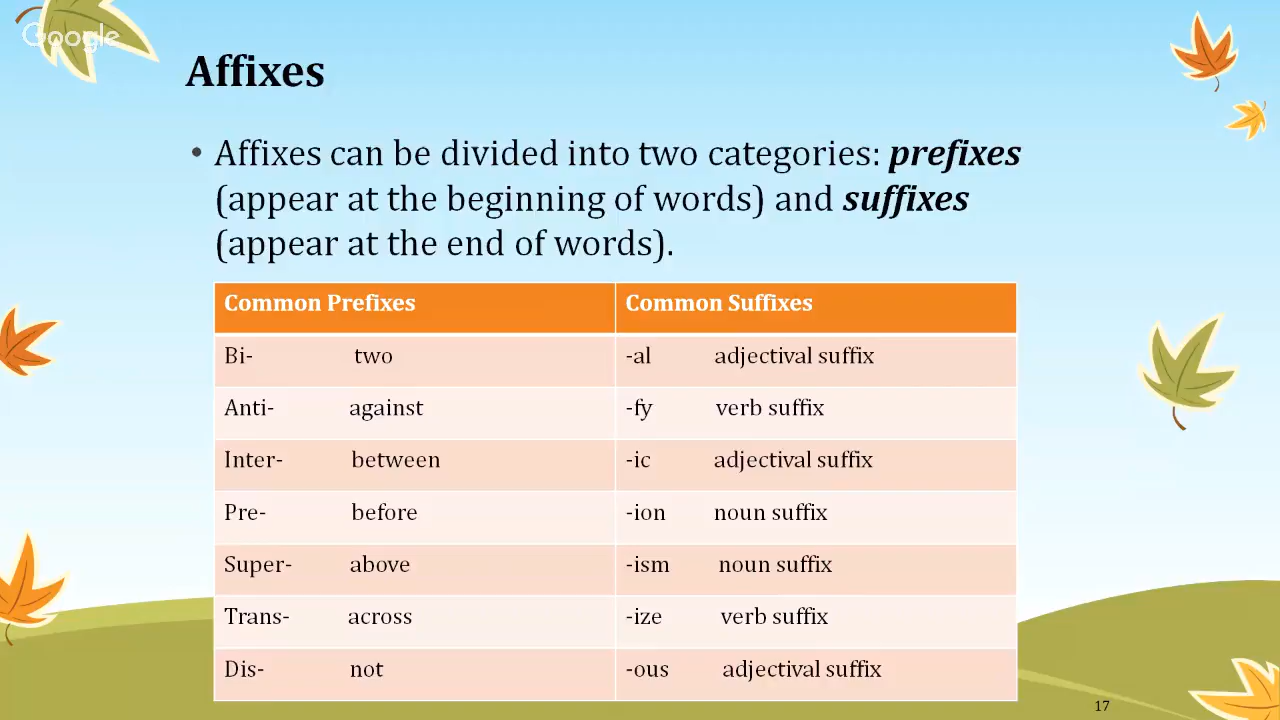 Google
Affixes
• Affixes can be divided into two categories: prefixes
(appear at the beginning of words) and suffixes
(appear at the end of words).
Common Prefixes Common Suffixes
Bi- two -al adjectival suffix
Anti- against -fy verb suffix
Inter- between -ic adjectival suffix
Pre- before -ion noun suffix
Super- above -ism noun suffix
Trans- across -ize verb suffix
Dis- not -ous adjectival suffix
17